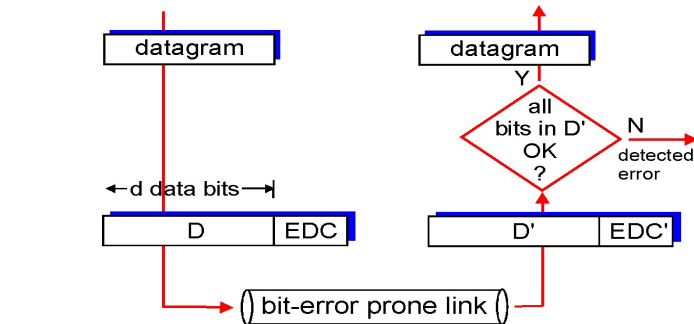 datagram
datagram
Y
all
bits in D'
OK
?
N
detected
error
d data bits
D
EDC
D'
EDC'
bit-error prone link